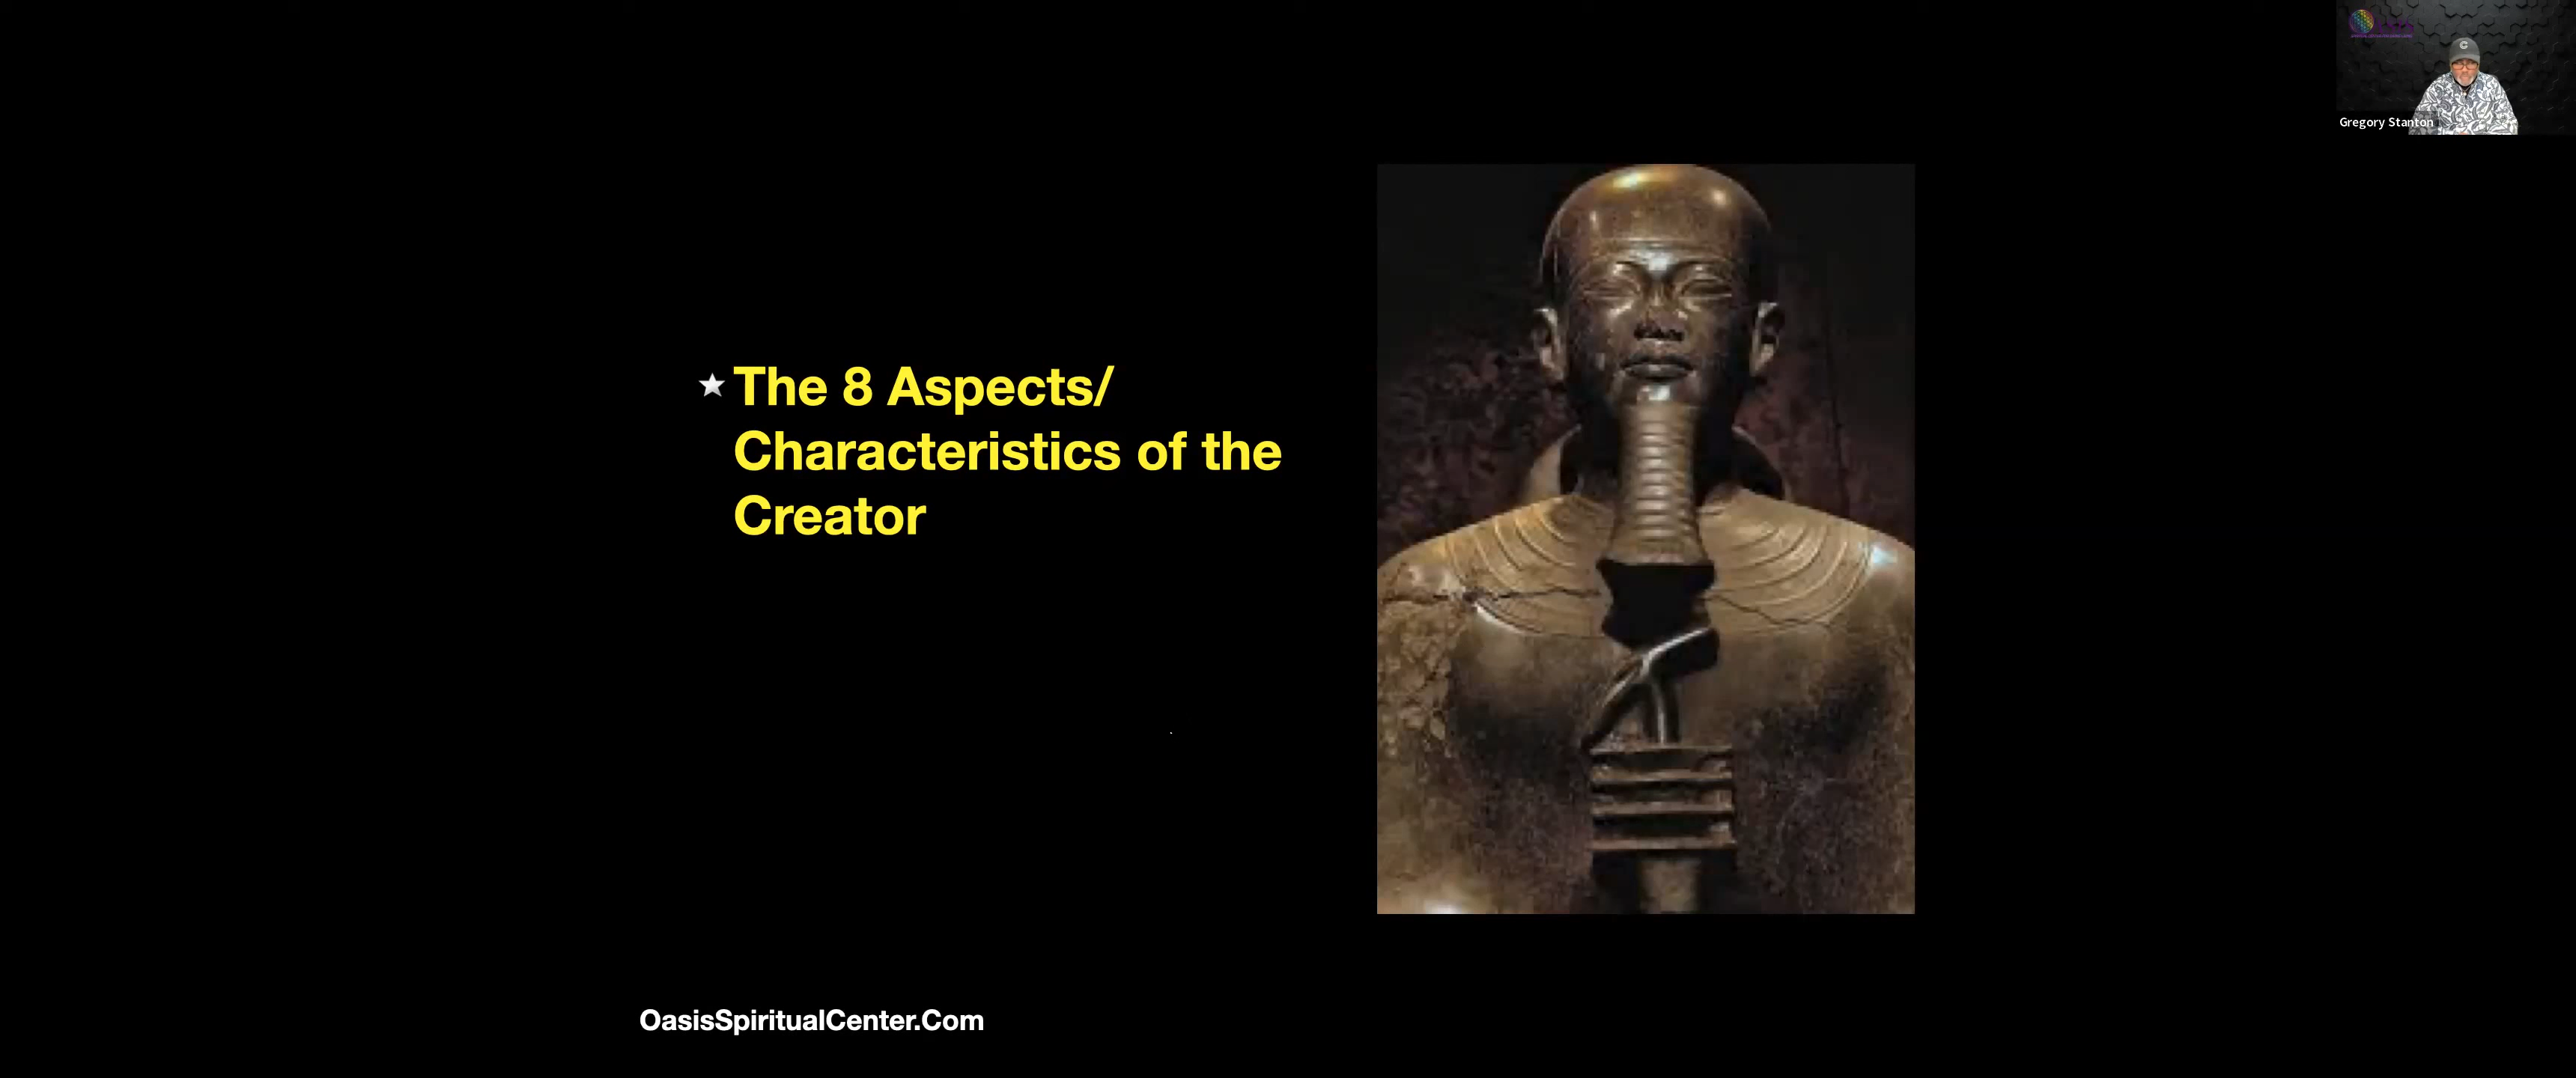 Gregory Stanton
The 8 Aspects/
Characteristics of the
Creator
OasisSpiritualCenter.Com